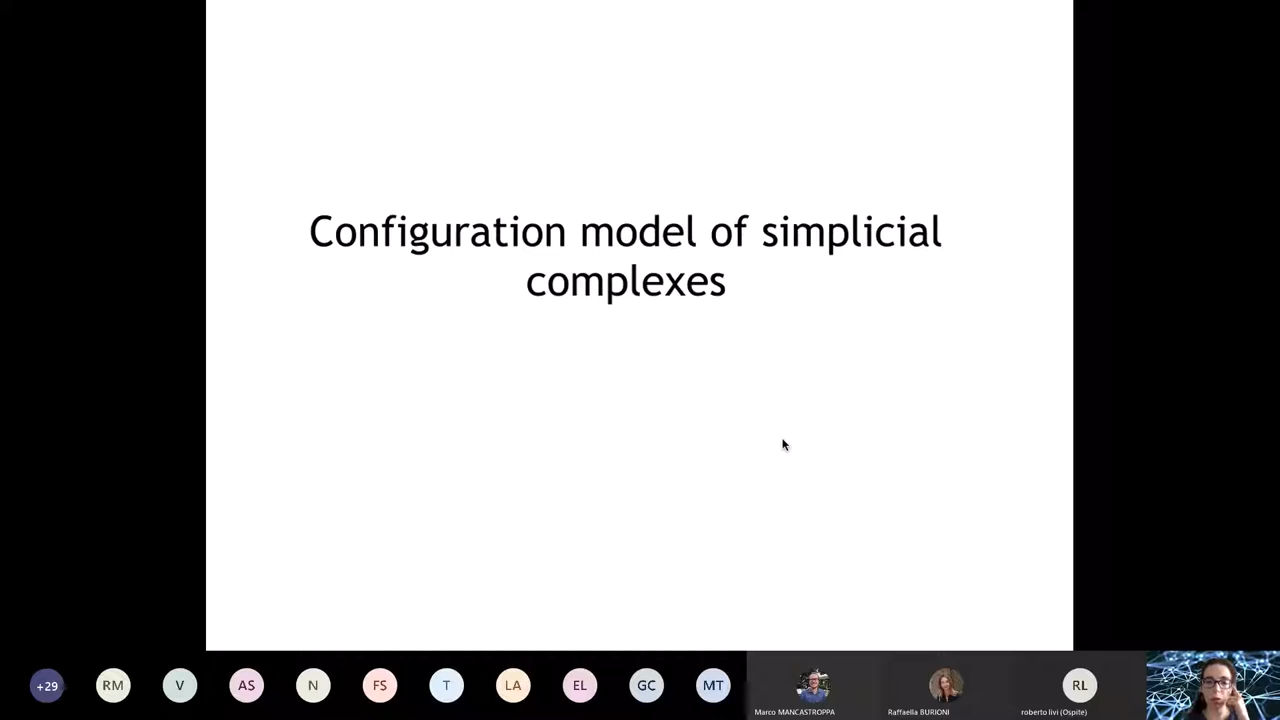 Configuration model of simplicial
complexes
+29
RM
V
AS
N
FS
T
LA
EL
GC
MT
RL
Marco MANCASTROPPA
Raffaella BURIONI
roberto livi (Ospite)